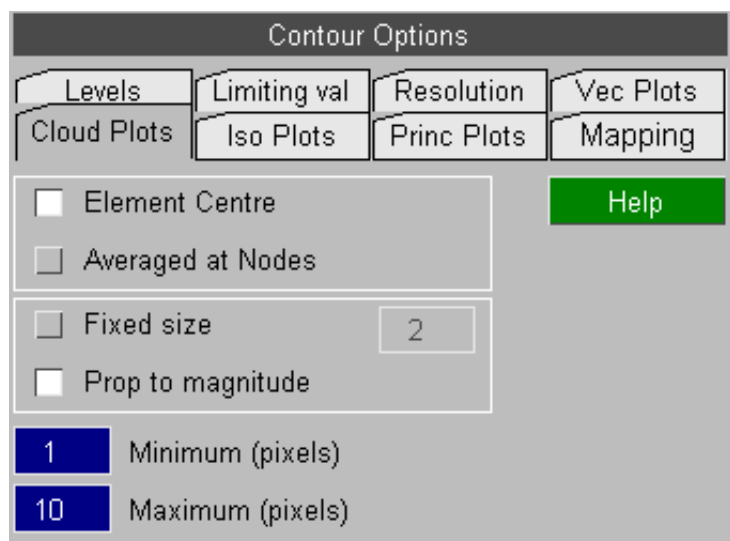 Contour Options
Levels Limiting val Resolution Vec Plots
Cloud Plots Iso Plots Princ Plots Mapping
Element Centre Help
Averaged at Nodes
Fixed size 2
Prop to magnitude
1 Minimum (pixels)
10 Maximum (pixels)